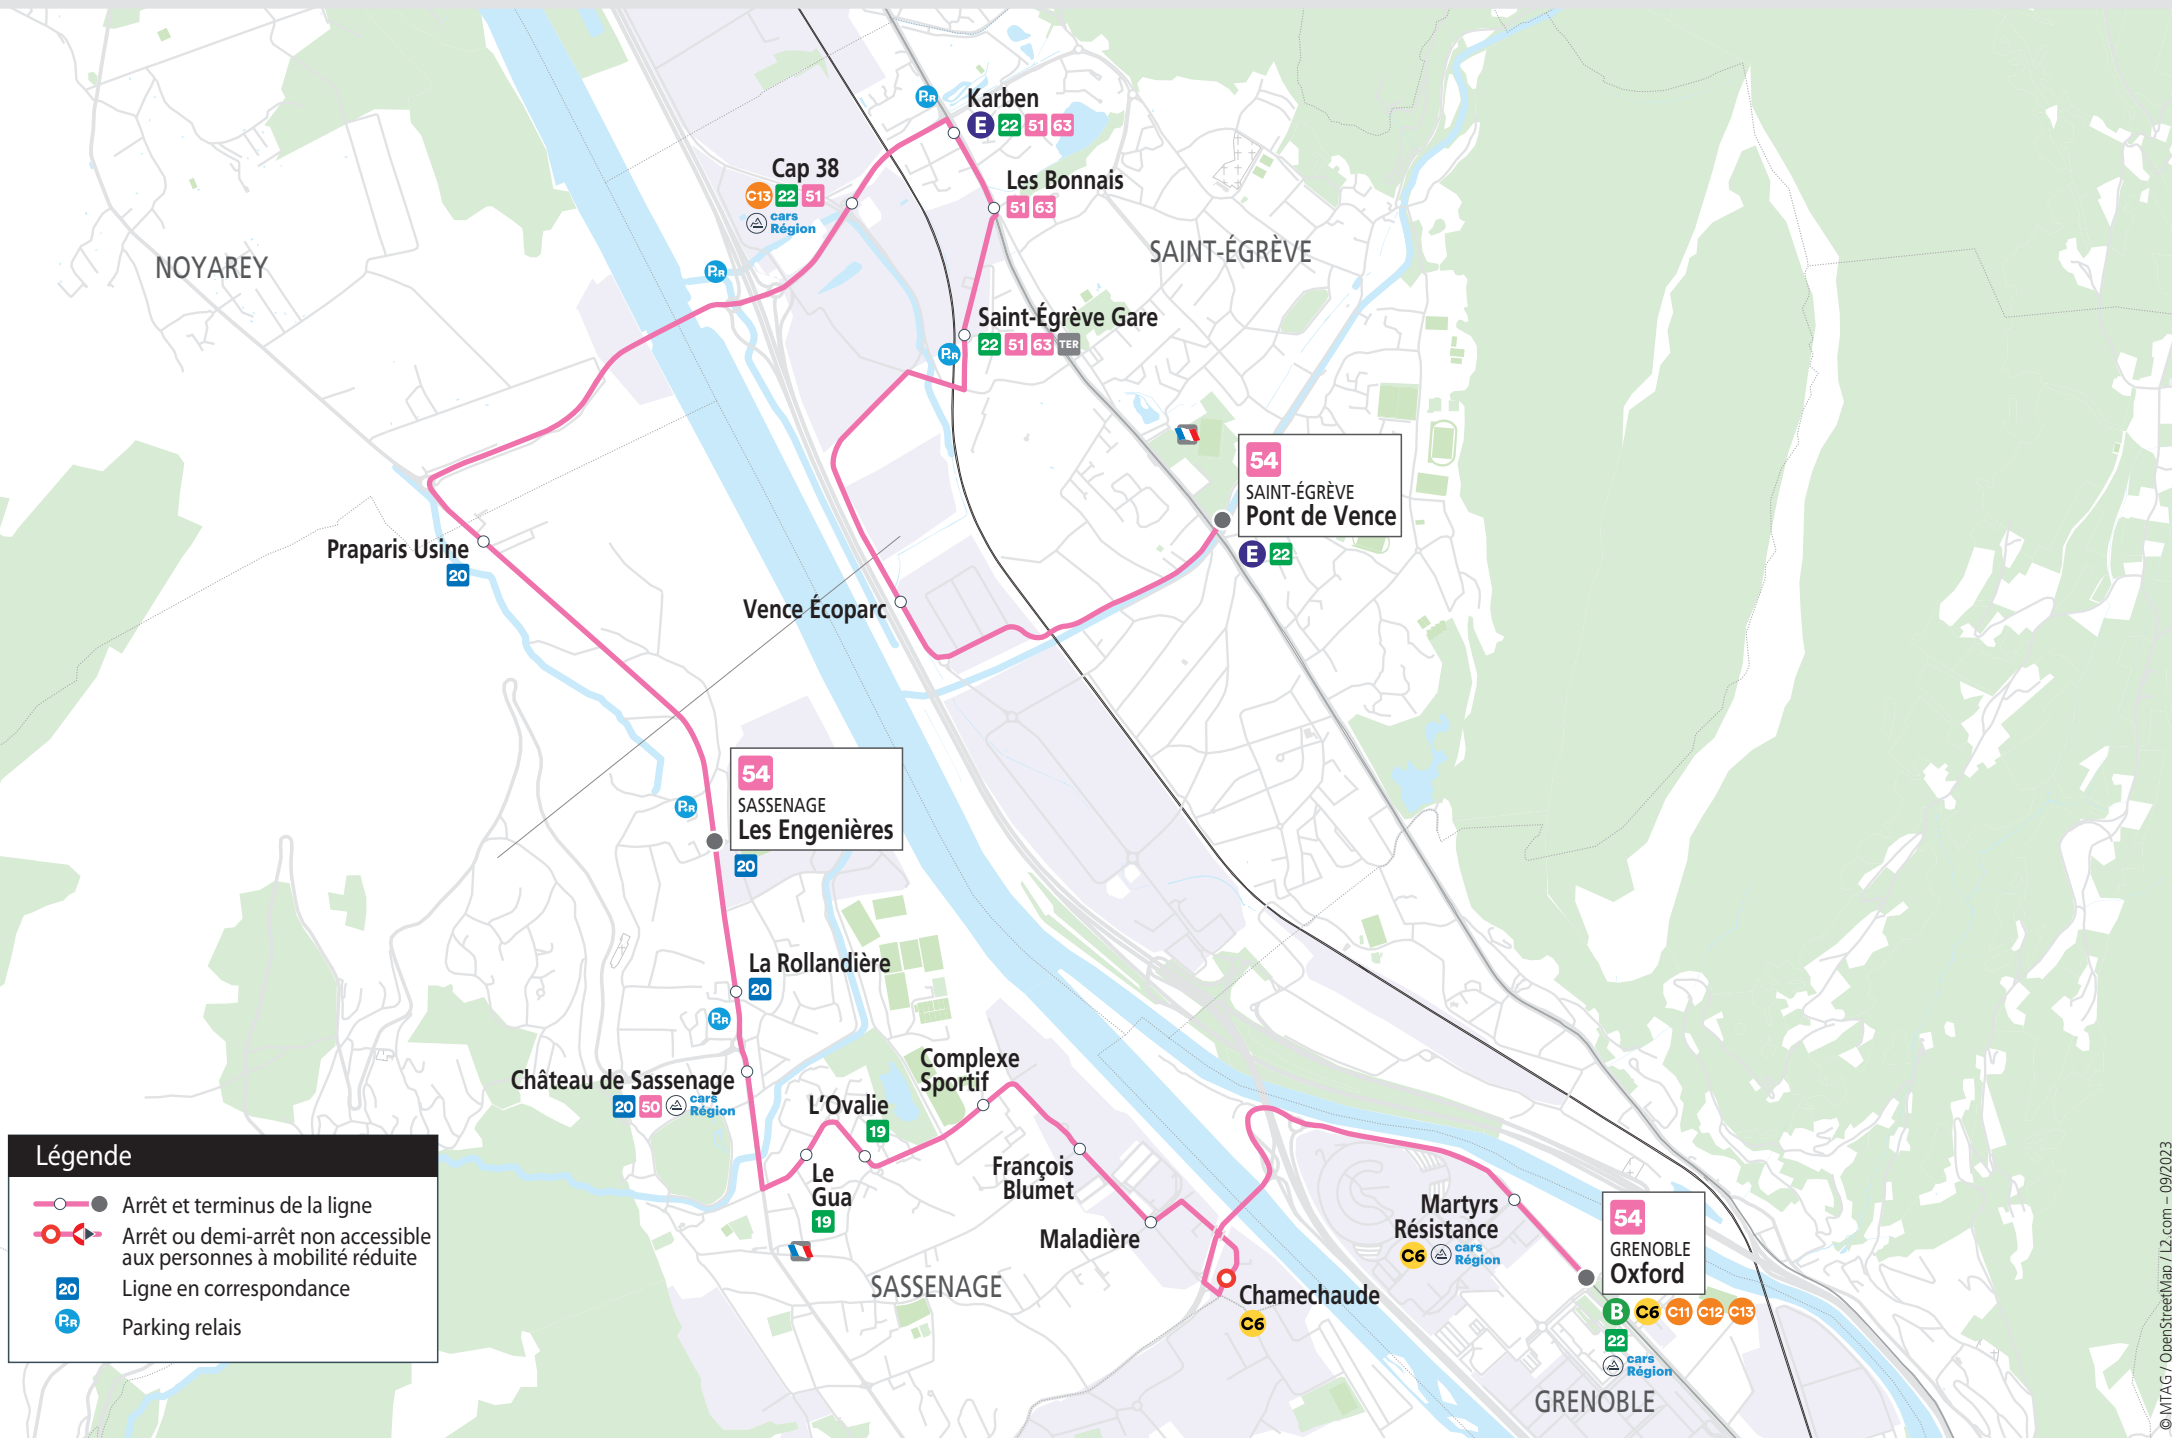 Karben
E 22 51 63
Cap 38
C13 22 51
cars
Région
Les Bonnais
51 63
SAINT-ÉGRÈVE
NOYAREY
P+R
P+R
Saint-Égrève Gare
22 51 63 TER
P+R
54
SAINT-ÉGRÈVE
Pont de Vence
E 22
Praparis Usine
20
Vence Écoparc
54
SASSENAGE
Les Engenières
20
P+R
La Rollandière
20
P+R
Château de Sassenage
20 50 cars
Région
Complexe
Sportif
L'Ovalie
19
Le
Gua
19
François
Blumet
Maladière
SASSENAGE
Chamechaude
C6
Martyrs
Résistance
C6 cars
Région
54
GRENOBLE
Oxford
B C6 C11 C12 C13
22
cars
Région
GRENOBLE
Légende
Arrêt et terminus de la ligne
Arrêt ou demi-arrêt non accessible
aux personnes à mobilité réduite
20 Ligne en correspondance
P+R Parking relais
© MTAG / OpenStreetMap / L2.com – 09/2023